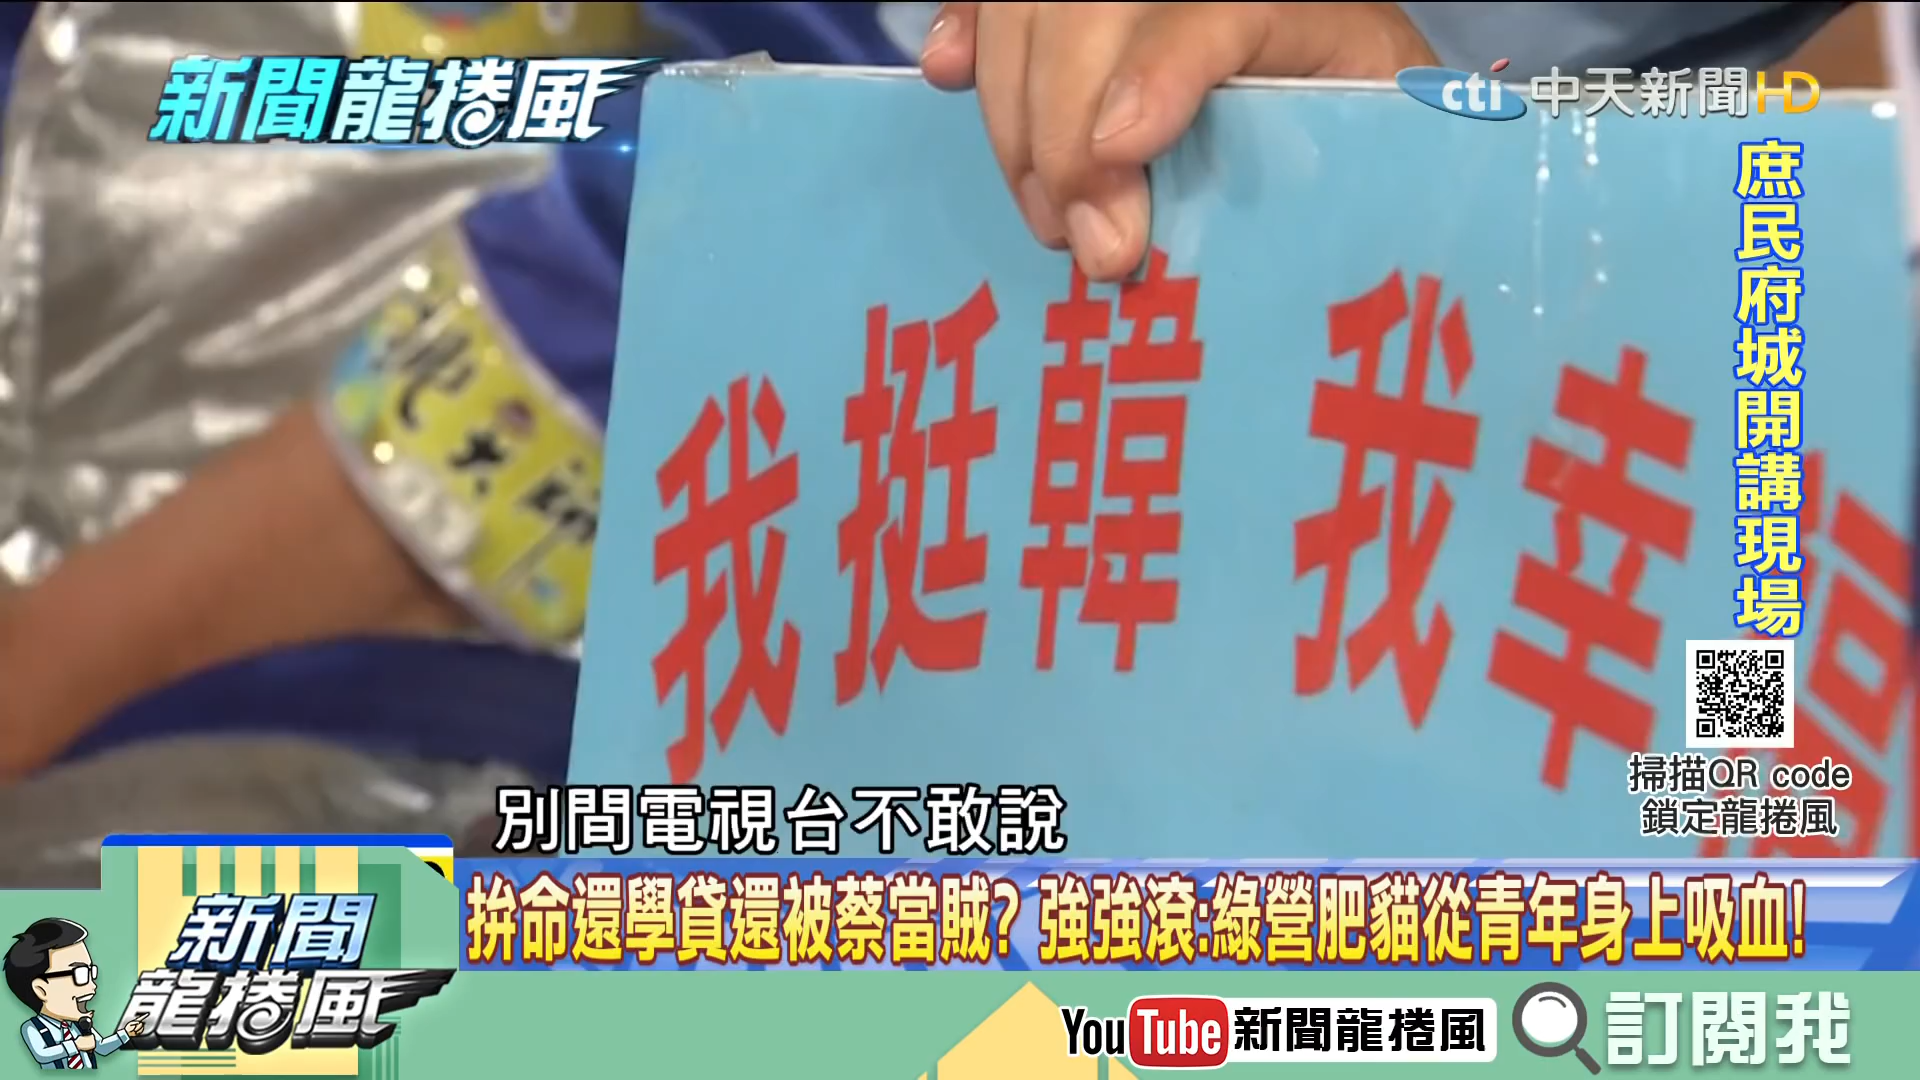 新聞龍捲風
cti 中天新聞HD
庶民府城開講現場
我挺韓 我幸福
掃描QR code
鎖定龍捲風
別間電視台不敢說
拚命還學貸還被蔡當賊? 強強滾:綠營肥貓從青年身上吸血!
新聞
龍捲風
YouTube 新聞龍捲風
訂閱我